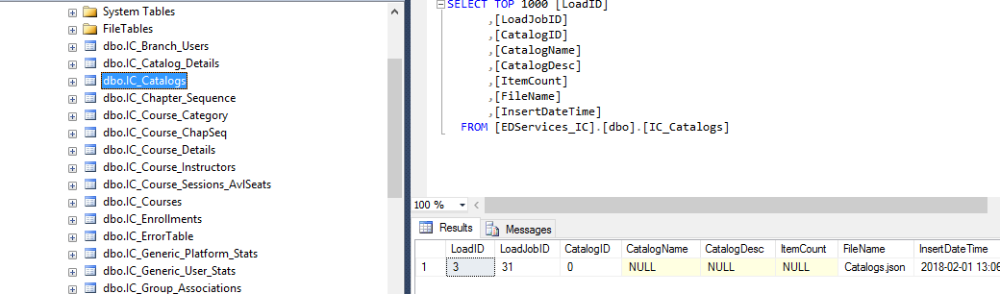 System Tables
FileTables
dbo.IC_Branch_Users
dbo.IC_Catalog_Details
dbo.IC_Catalogs
dbo.IC_Chapter_Sequence
dbo.IC_Course_Category
dbo.IC_Course_ChapSeq
dbo.IC_Course_Details
dbo.IC_Course_Instructors
dbo.IC_Course_Sessions_AvlSeats
dbo.IC_Courses
dbo.IC_Enrollments
dbo.IC_ErrorTable
dbo.IC_Generic_Platform_Stats
dbo.IC_Generic_User_Stats
dbo.IC_Group_Associations
SELECT TOP 1000 [LoadID]
,[LoadJobID]
,[CatalogID]
,[CatalogName]
,[CatalogDesc]
,[ItemCount]
,[FileName]
,[InsertDateTime]
FROM [EDServices_IC].[dbo].[IC_Catalogs]
100 %
Results Messages
LoadID LoadJobID CatalogID CatalogName CatalogDesc ItemCount FileName InsertDateTime
1 3 31 0 NULL NULL NULL Catalogs.json 2018-02-01 13:06